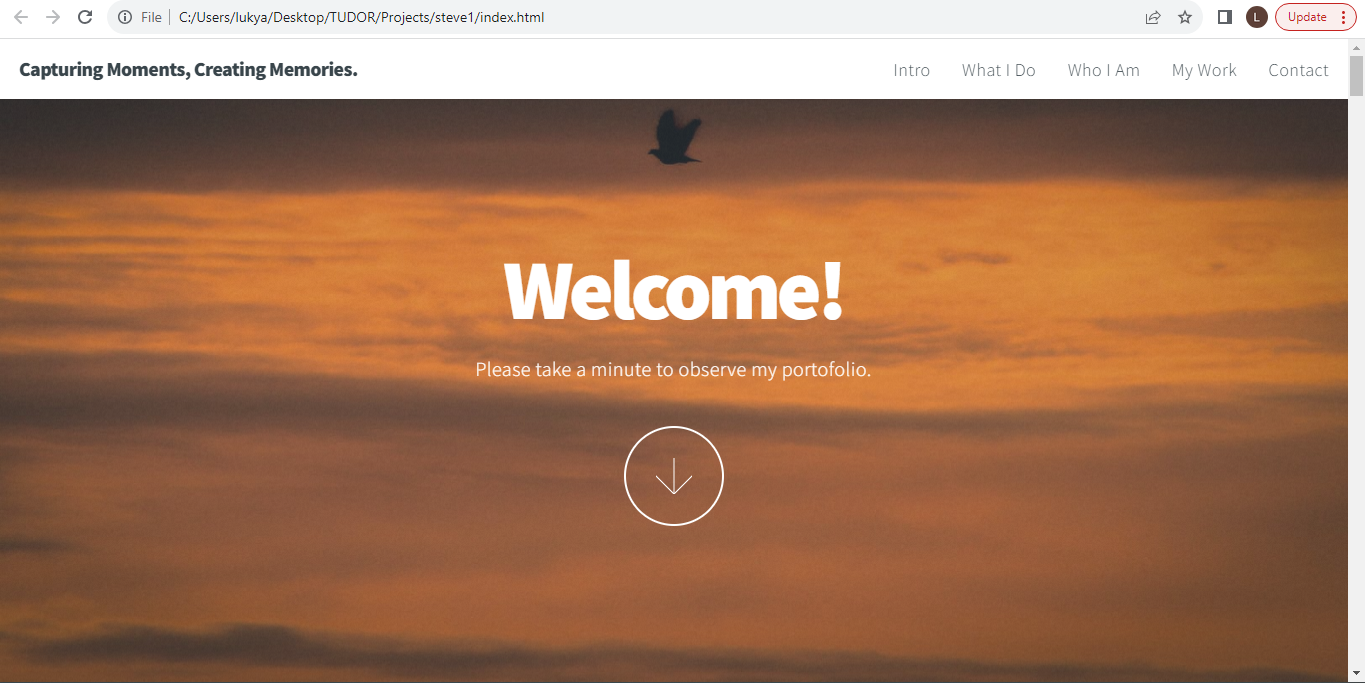 File C:/Users/lukya/Desktop/TUDOR/Projects/steve1/index.html L Update
Capturing Moments, Creating Memories. Intro What I Do Who I Am My Work Contact
Welcome!
Please take a minute to observe my portofolio.